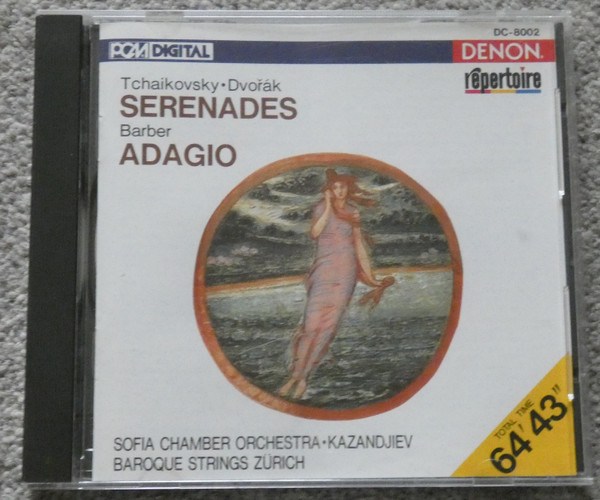 DC-8002
PCM DIGITAL
DENON
répertoire
Tchaikovsky·Dvořák
SERENADES
Barber
ADAGIO
TOTAL TIME
64'43"
SOFIA CHAMBER ORCHESTRA·KAZANDJIEV
BAROQUE STRINGS ZÜRICH